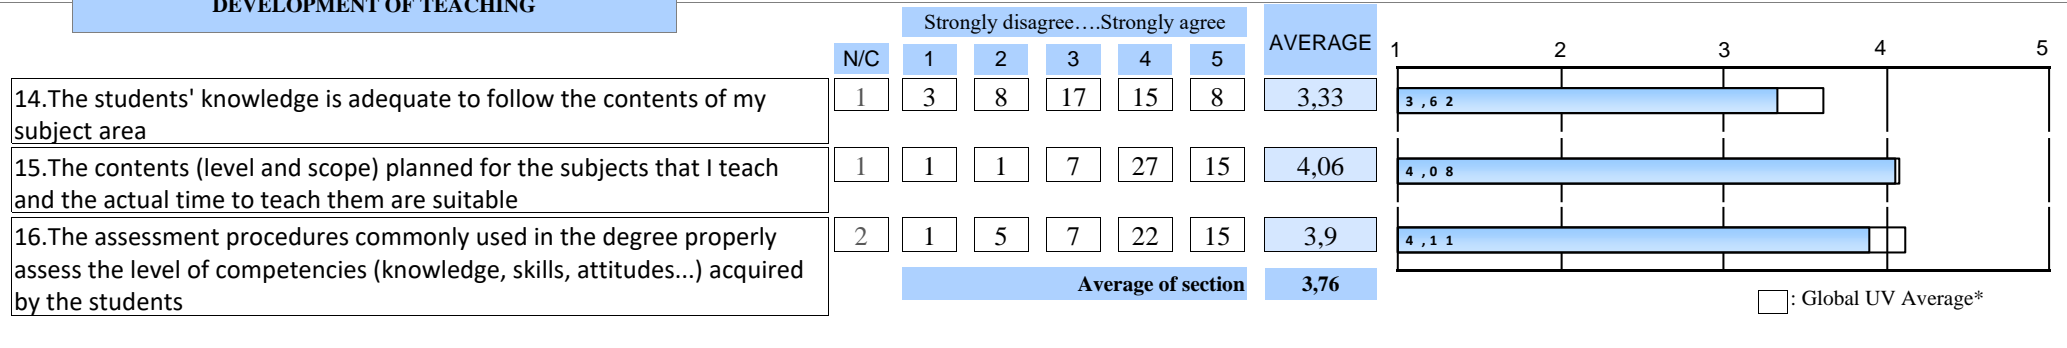 DEVELOPMENT OF TEACHING
Strongly disagree….Strongly agree
AVERAGE
N/C 1 2 3 4 5
1 2 3 4 5
14.The students' knowledge is adequate to follow the contents of my
subject area
1 3 8 17 15 8 3,33
3,62
15.The contents (level and scope) planned for the subjects that I teach
and the actual time to teach them are suitable
1 1 1 7 27 15 4,06
4,08
16.The assessment procedures commonly used in the degree properly
assess the level of competencies (knowledge, skills, attitudes...) acquired
by the students
2 1 5 7 22 15 3,9
4,11
Average of section 3,76
: Global UV Average*